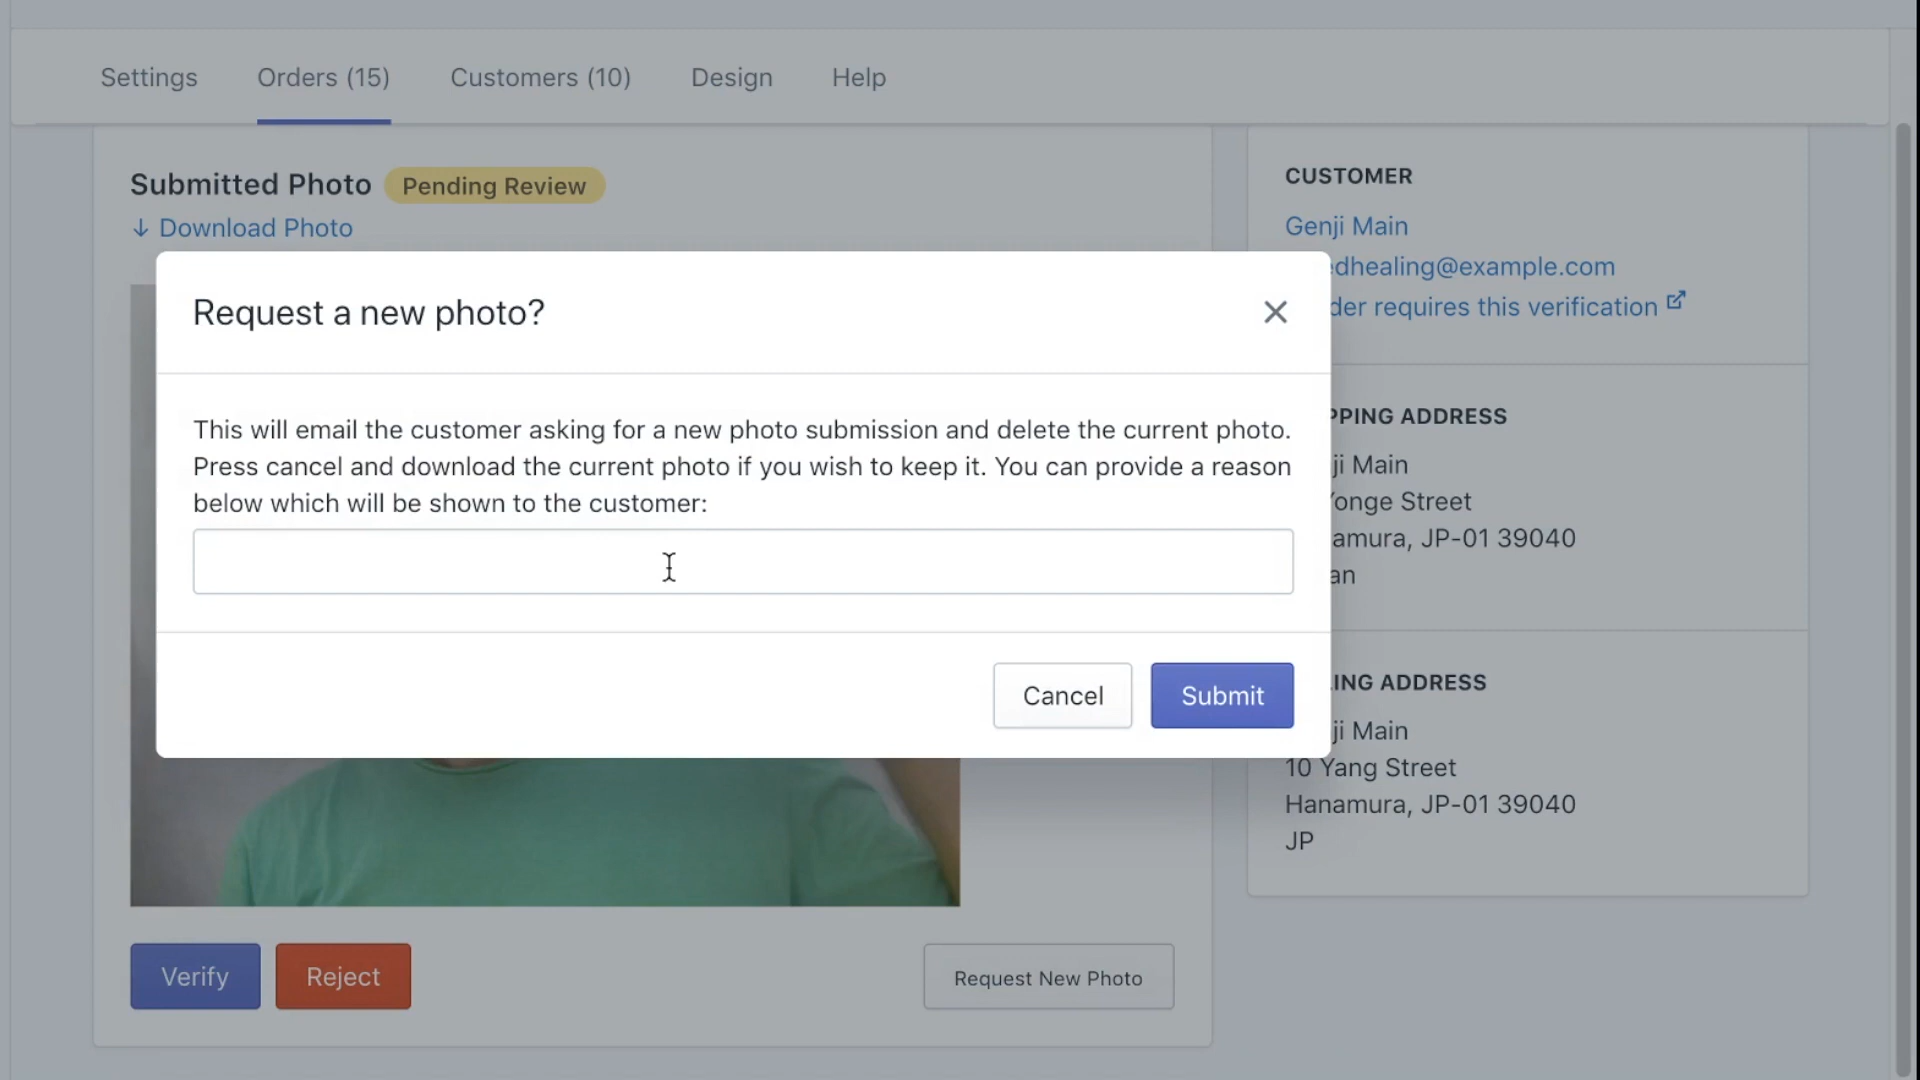 Settings Orders (15) Customers (10) Design Help
Submitted Photo Pending Review
↓ Download Photo
Request a new photo?
This will email the customer asking for a new photo submission and delete the current photo.
Press cancel and download the current photo if you wish to keep it. You can provide a reason
below which will be shown to the customer:
Cancel Submit
Verify Reject Request New Photo
CUSTOMER
Genji Main
edhealing@example.com
der requires this verification
PPING ADDRESS
ji Main
Yonge Street
amura, JP-01 39040
an
ING ADDRESS
ji Main
10 Yang Street
Hanamura, JP-01 39040
JP